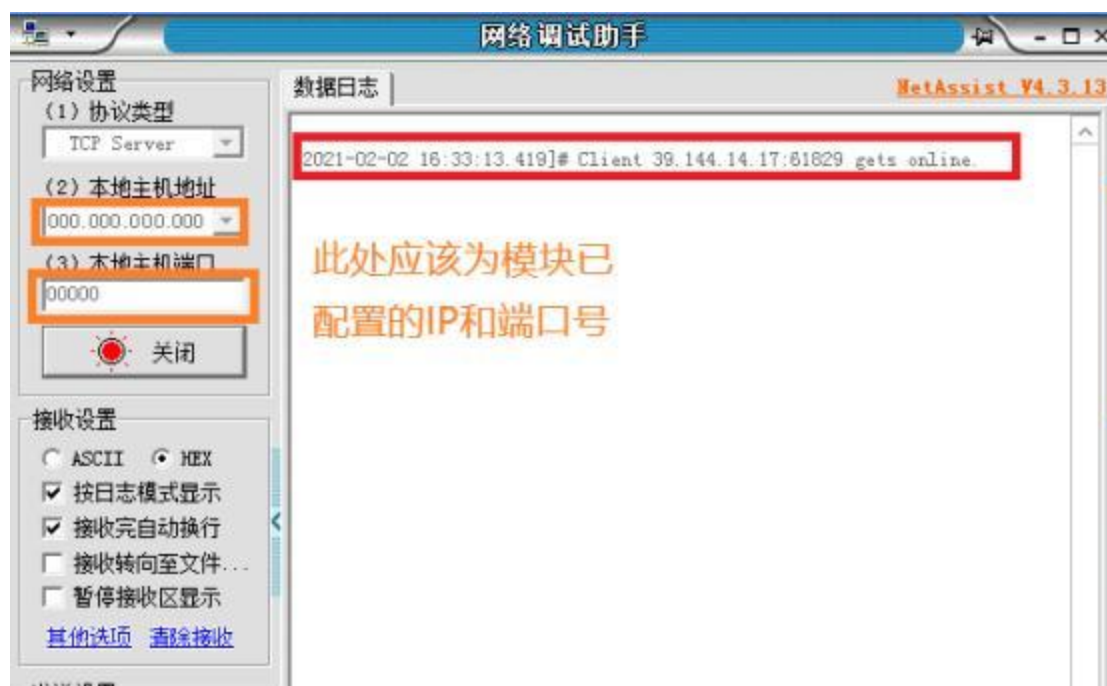 网络调试助手
网络设置
(1) 协议类型
TCP Server
(2) 本地主机地址
000.000.000.000
(3) 本地主机端口
00000
关闭
接收设置
ASCII HEX
按日志模式显示
接收完自动换行
接收转向至文件...
暂停接收区显示
其他选项 清除接收
数据日志
NetAssist V4.3.13
2021-02-02 16:33:13.419]# Client 39.144.14.17:61829 gets online.
此处应该为模块已
配置的IP和端口号